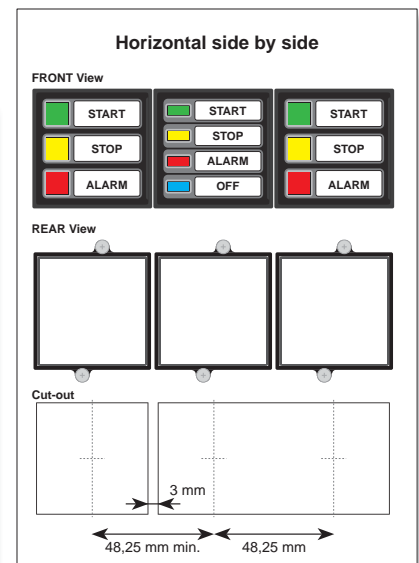 Horizontal side by side
FRONT View
START
STOP
ALARM
START
STOP
ALARM
OFF
START
STOP
ALARM
REAR View
Cut-out
3 mm
48,25 mm min.
48,25 mm